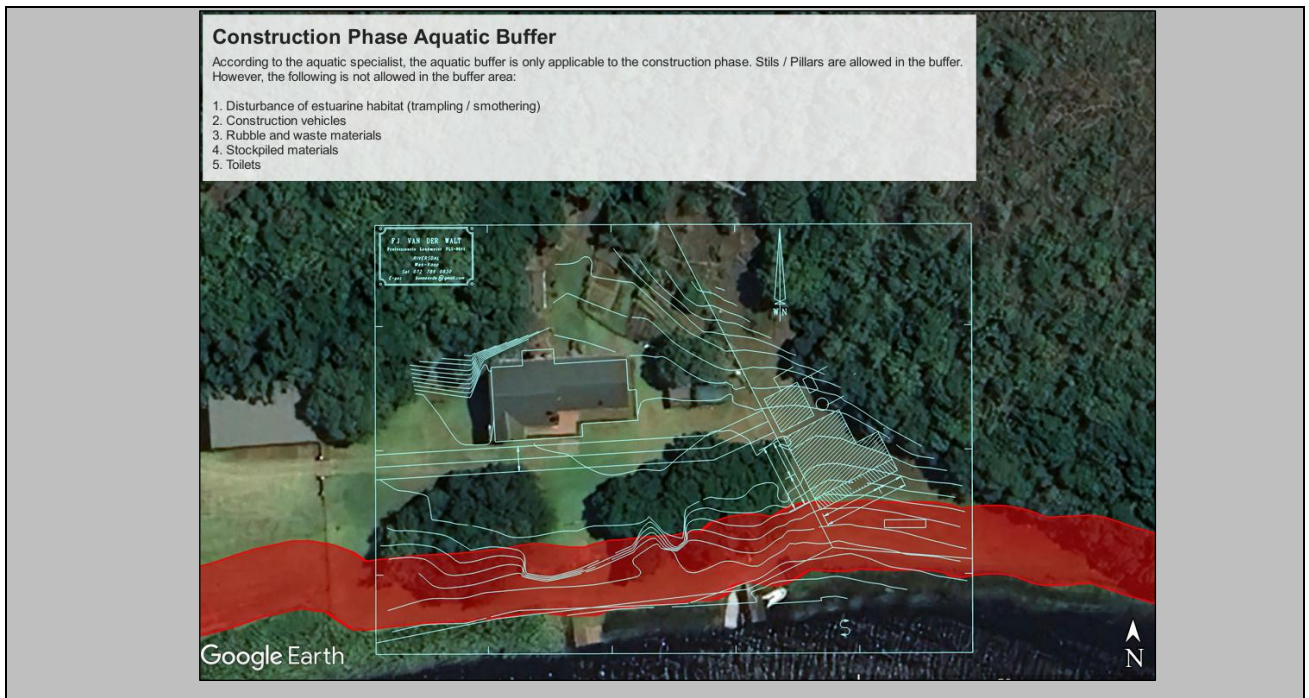 Construction Phase Aquatic Buffer
According to the aquatic specialist, the aquatic buffer is only applicable to the construction phase. Stils / Pillars are allowed in the buffer.
However, the following is not allowed in the buffer area:
1. Disturbance of estuarine habitat (trampling / smothering)
2. Construction vehicles
3. Rubble and waste materials
4. Stockpiled materials
5. Toilets
F.J. VAN DER WALT
RIVERSDAL
Wes-Kaap
W N
S
Google Earth
N